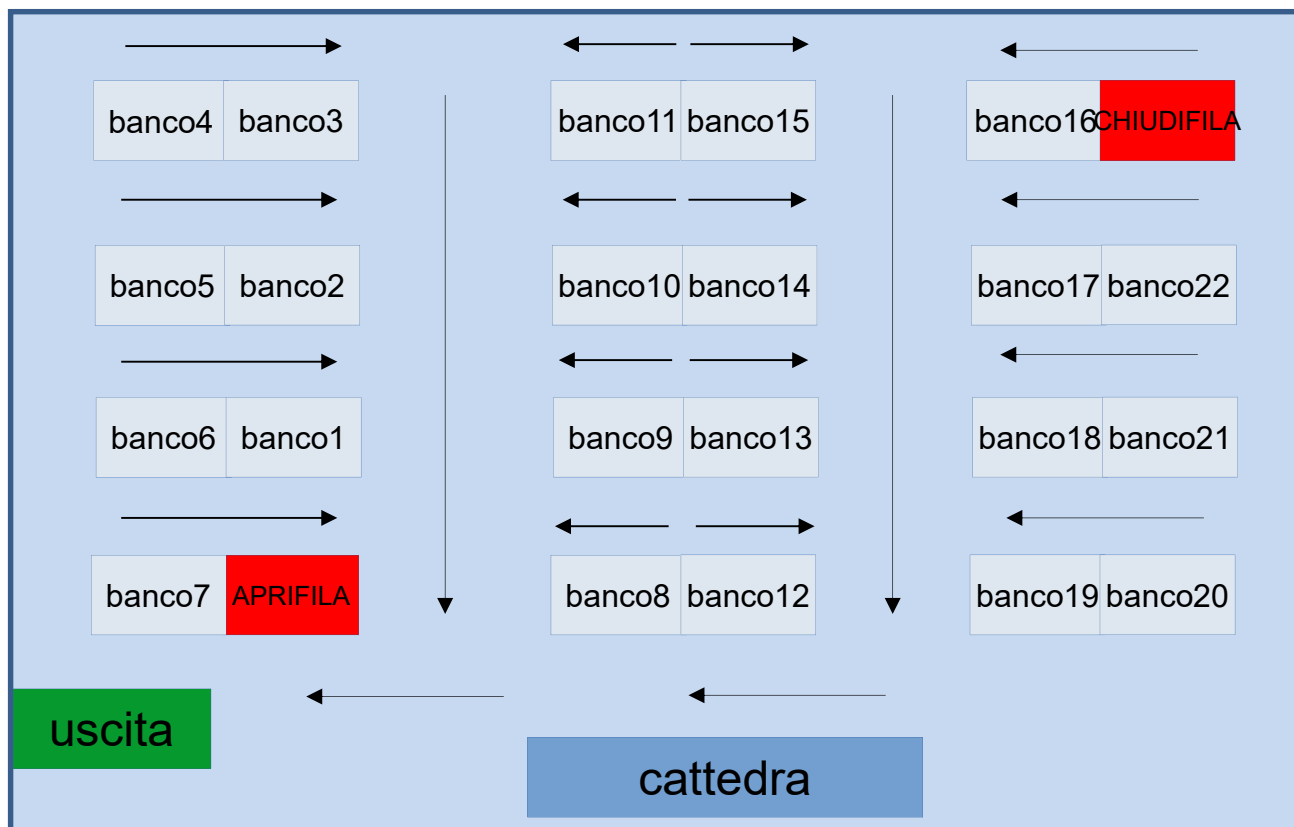 banco4 banco3 banco11 banco15 banco16 CHIUDIFILA
banco5 banco2 banco10 banco14 banco17 banco22
banco6 banco1 banco9 banco13 banco18 banco21
banco7 APRIFILA banco8 banco12 banco19 banco20
uscita
cattedra